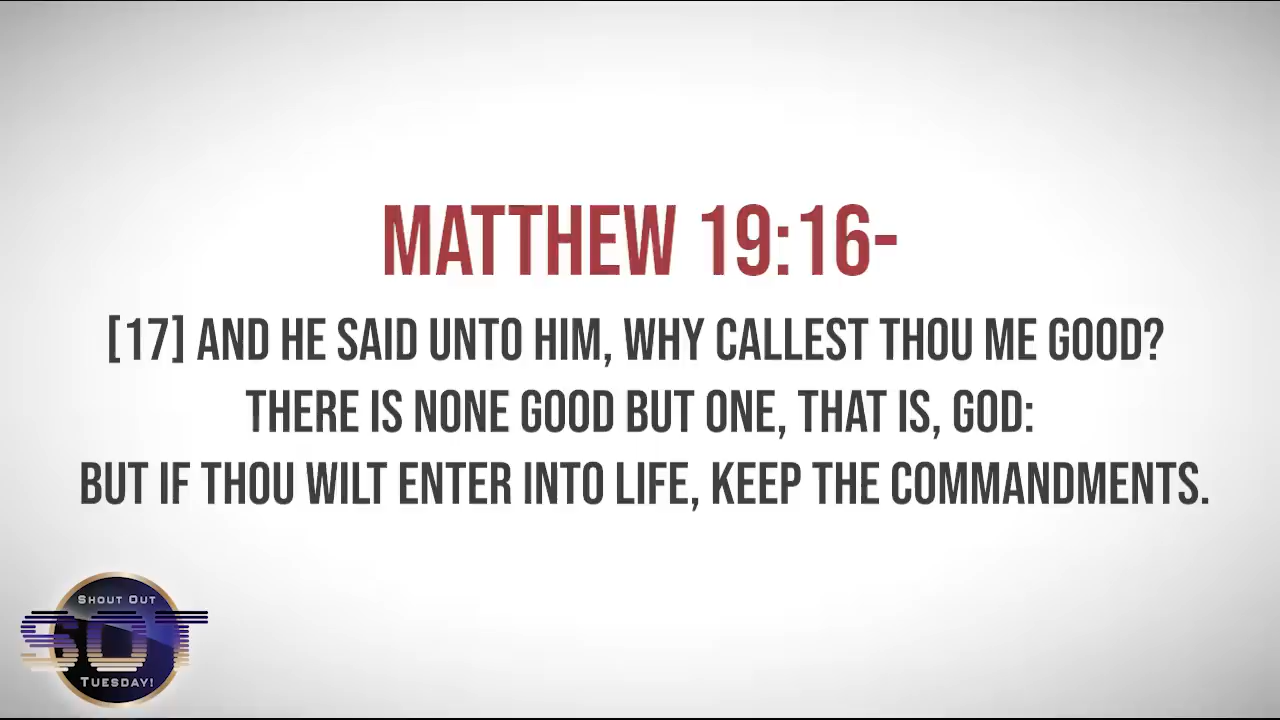 MATTHEW 19:16-
[17] AND HE SAID UNTO HIM, WHY CALLEST THOU ME GOOD?
THERE IS NONE GOOD BUT ONE, THAT IS, GOD:
BUT IF THOU WILT ENTER INTO LIFE, KEEP THE COMMANDMENTS.
SHOUT OUT
SOT
TUESDAY!